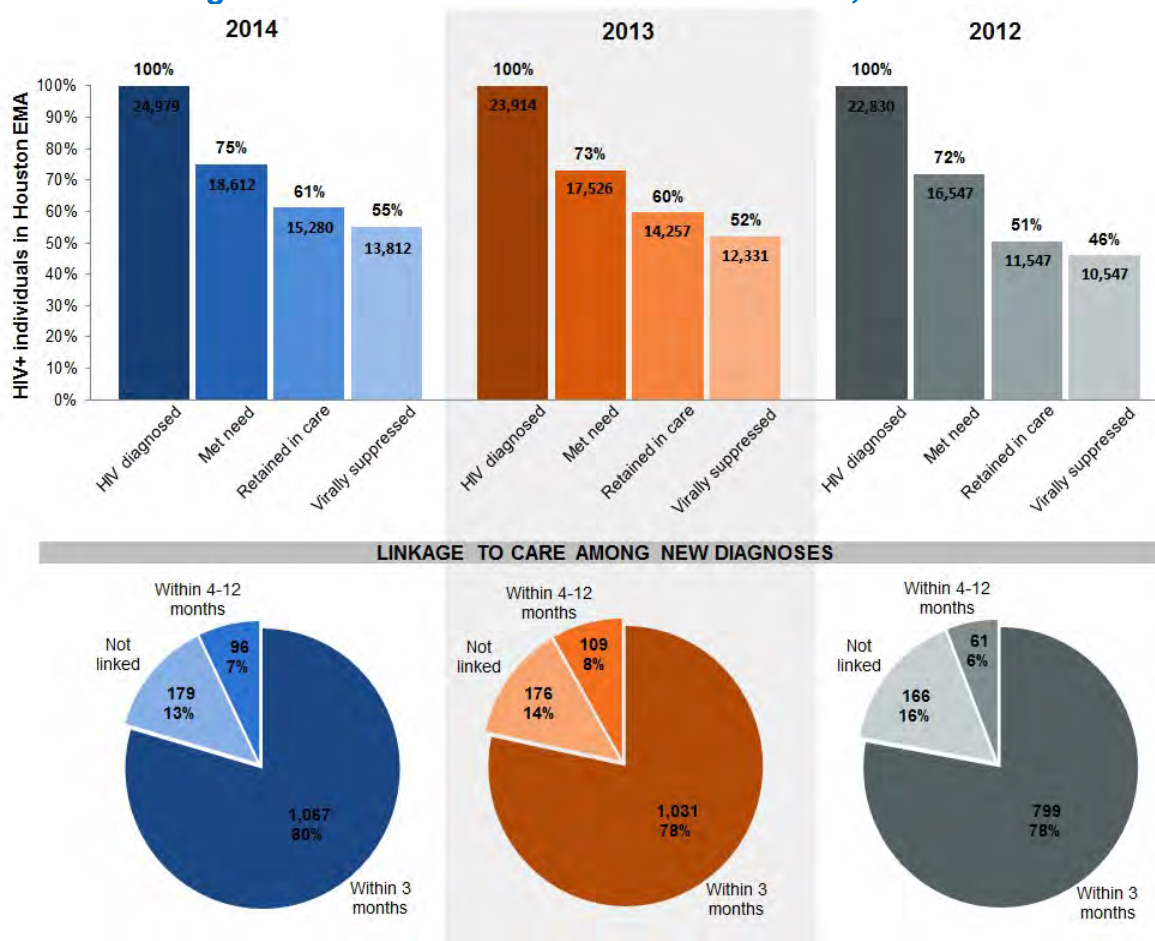 2014
2013
2012
HIV+ individuals in Houston EMA
100%
90%
80%
70%
60%
50%
40%
30%
20%
10%
0%
100%
24,979
75%
18,612
61%
15,280
55%
13,812
HIV diagnosed
Met need
Retained in care
Virally suppressed
100%
23,914
73%
17,526
60%
14,257
52%
12,331
HIV diagnosed
Met need
Retained in care
Virally suppressed
100%
22,830
72%
16,547
51%
11,547
46%
10,547
HIV diagnosed
Met need
Retained in care
Virally suppressed
LINKAGE TO CARE AMONG NEW DIAGNOSES
Within 4-12
months
Not
linked
96
7%
179
13%
1,067
80%
Within 3
months
Within 4-12
months
Not
linked
109
8%
176
14%
1,031
78%
Within 3
months
Within 4-12
months
Not
linked
61
6%
166
16%
799
78%
Within 3
months